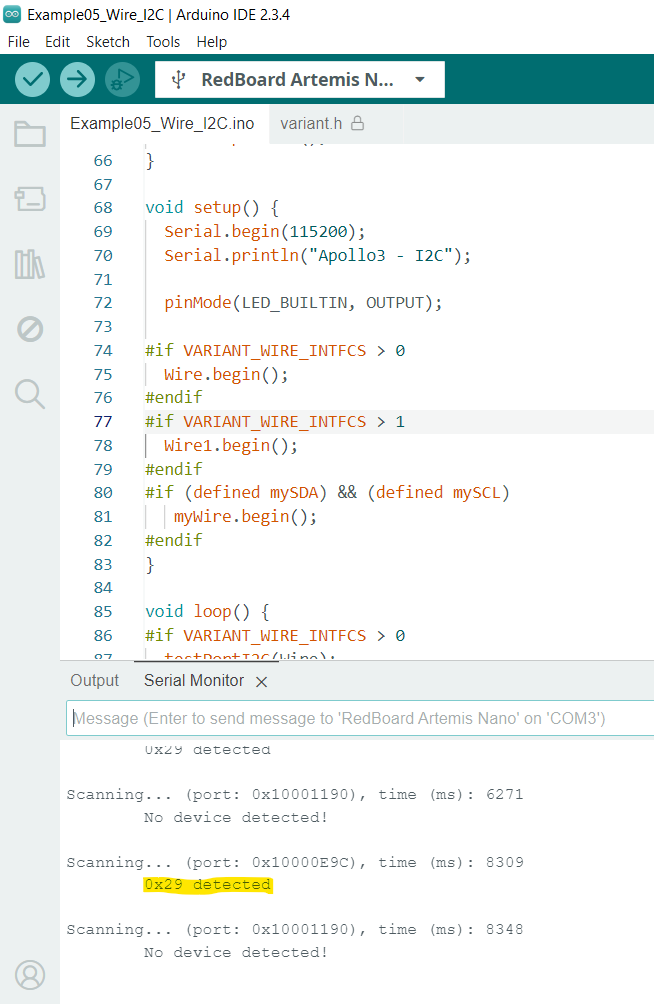 Example05_Wire_I2C | Arduino IDE 2.3.4
File Edit Sketch Tools Help
RedBoard Artemis N...
Example05_Wire_I2C.ino variant.h
66 }
67
68 void setup() {
69 Serial.begin(115200);
70 Serial.println("Apollo3 - I2C");
71
72 pinMode(LED_BUILTIN, OUTPUT);
73
74 #if VARIANT_WIRE_INTFCS > 0
75 Wire.begin();
76 #endif
77 #if VARIANT_WIRE_INTFCS > 1
78 Wire1.begin();
79 #endif
80 #if (defined mySDA) && (defined mySCL)
81 myWire.begin();
82 #endif
83 }
84
85 void loop() {
86 #if VARIANT_WIRE_INTFCS > 0
87 testPortI2C(Wire);
Output Serial Monitor
Message (Enter to send message to 'RedBoard Artemis Nano' on 'COM3')
0x29 detected
Scanning... (port: 0x10001190), time (ms): 6271
No device detected!
Scanning... (port: 0x10000E9C), time (ms): 8309
0x29 detected
Scanning... (port: 0x10001190), time (ms): 8348
No device detected!